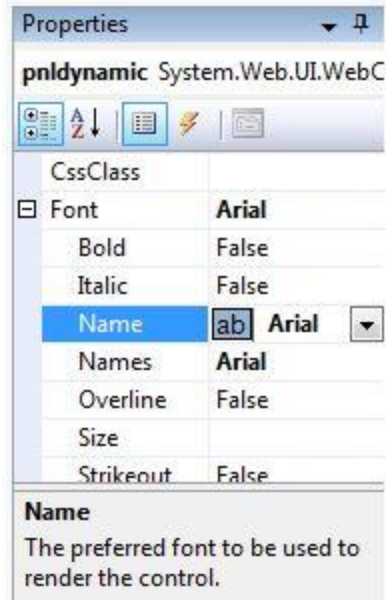 Properties
pnldynamic System.Web.UI.WebC
A
Z
CssClass
Font Arial
Bold False
Italic False
Name ab Arial
Names Arial
Overline False
Size
Strikeout False
Name
The preferred font to be used to
render the control.